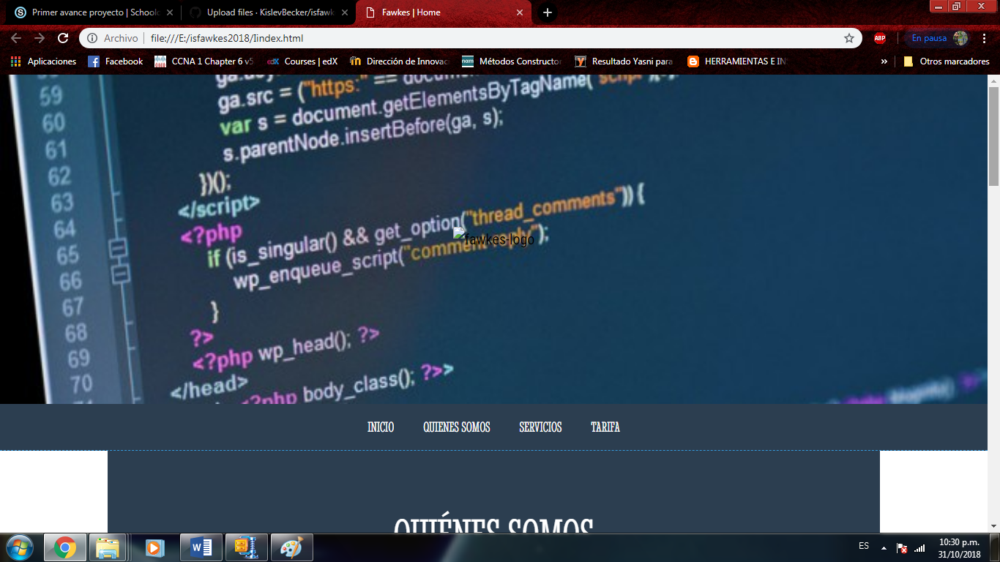 Primer avance proyecto | Schoolo
Upload files · KislevBecker/isfawk
Fawkes | Home
Archivo
file:///E:/isfawkes2018/Iindex.html
ABP
En pausa
Aplicaciones
Facebook
CCNA 1 Chapter 6 v5
Courses | edX
Dirección de Innovac
Métodos Constructor
Resultado Yasni para
HERRAMIENTAS E IN
»
Otros marcadores
59
ga.src = ("https:" == docume
60
var s = document.getElementsByTagName(
61
s.parentNode.insertBefore(ga, s);
62
})();
63
</script>
64
<?php
65
if (is_singular() && get_option("thread_comments")) {
66
wp_enqueue_script("comment-reply");
fawkes-logo
67
}
68
?>
69
<?php wp_head(); ?>
70
</head>
<?php body_class(); ?>>
INICIO
QUIENES SOMOS
SERVICIOS
TARIFA
QUIÉNES SOMOS
ES
10:30 p.m.
31/10/2018